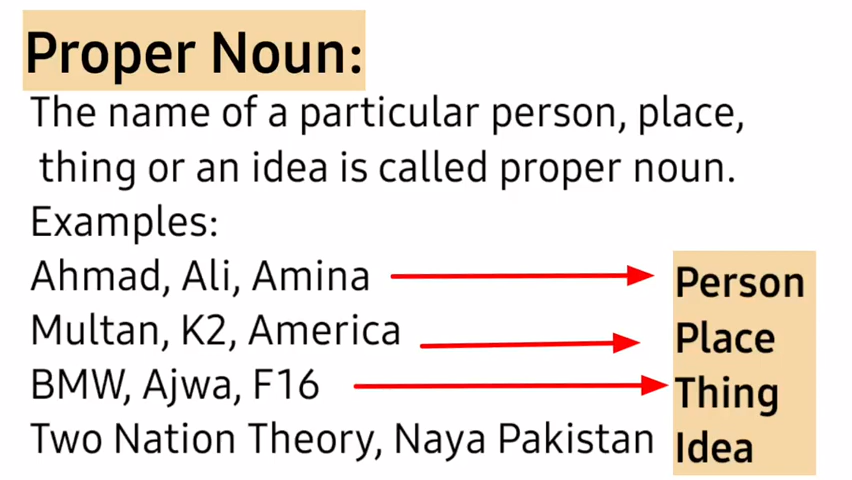 Proper Noun:
The name of a particular person, place,
thing or an idea is called proper noun.
Examples:
Ahmad, Ali, Amina Person
Multan, K2, America Place
BMW, Ajwa, F16 Thing
Two Nation Theory, Naya Pakistan Idea